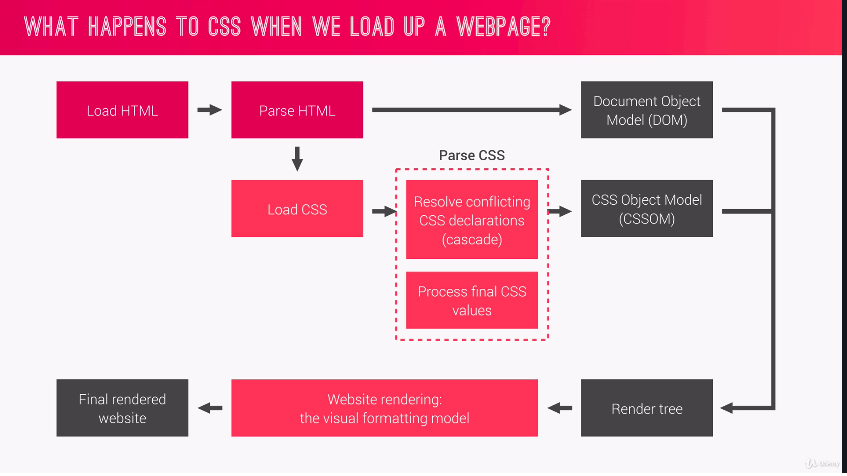 WHAT HAPPENS TO CSS WHEN WE LOAD UP A WEBPAGE?
Load HTML
Parse HTML
Document Object
Model (DOM)
Parse CSS
Load CSS
Resolve conflicting
CSS declarations
(cascade)
CSS Object Model
(CSSOM)
Process final CSS
values
Final rendered
website
Website rendering:
the visual formatting model
Render tree
Udemy